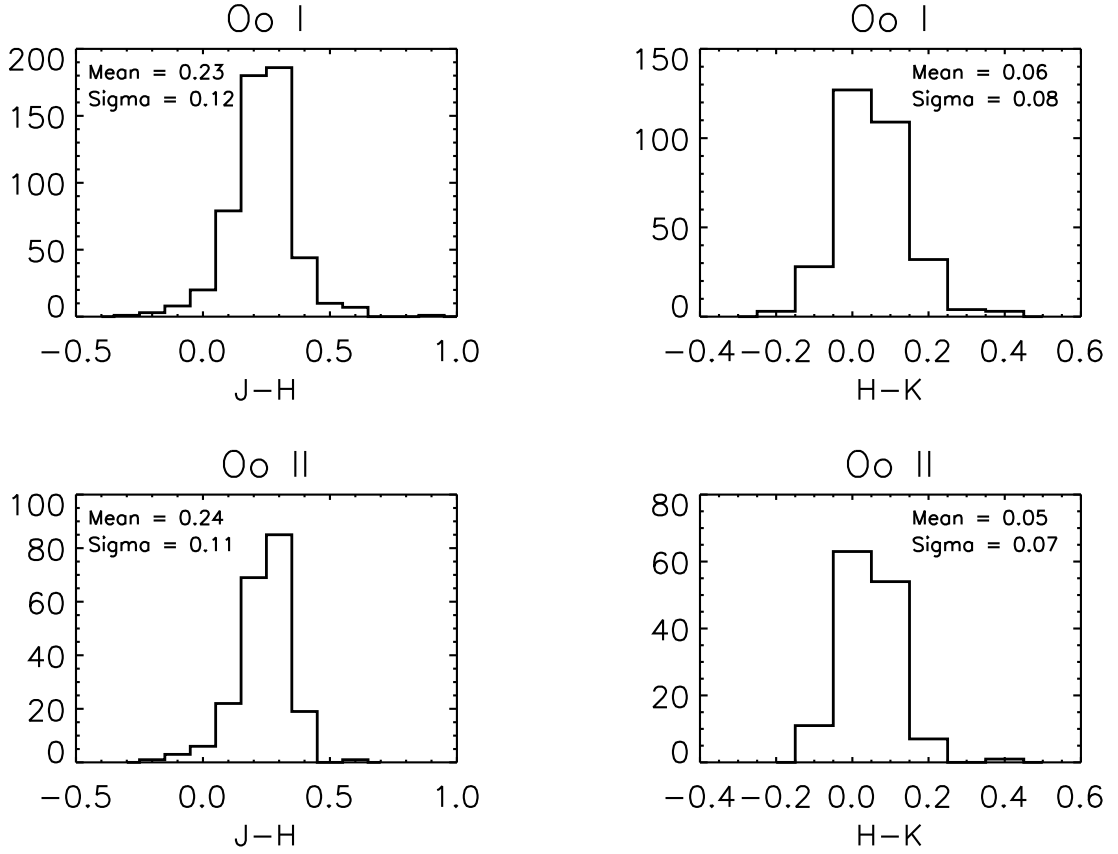 Oo I
Mean = 0.23
Sigma = 0.12
200
150
100
50
0
−0.5 0.0 0.5 1.0
J−H
Oo I
Mean = 0.06
Sigma = 0.08
150
100
50
0
−0.4 −0.2 0.0 0.2 0.4 0.6
H−K
Oo II
Mean = 0.24
Sigma = 0.11
100
80
60
40
20
0
−0.5 0.0 0.5 1.0
J−H
Oo II
Mean = 0.05
Sigma = 0.07
80
60
40
20
0
−0.4 −0.2 0.0 0.2 0.4 0.6
H−K